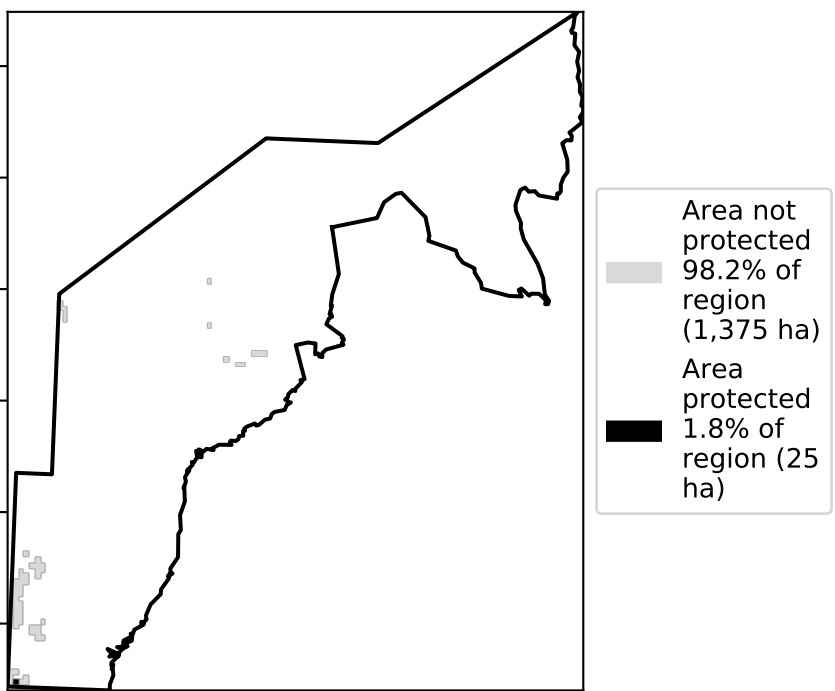 Area not
protected
98.2% of
region
(1,375 ha)
Area
protected
1.8% of
region (25
ha)